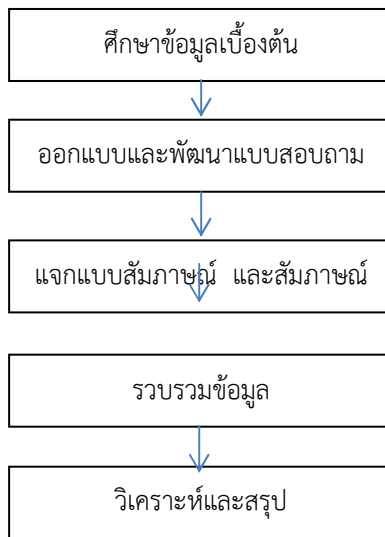 ศึกษาข้อมูลเบื้องต้น
ออกแบบและพัฒนาแบบสอบถาม
แจกแบบสัมภาษณ์ และสัมภาษณ์
รวบรวมข้อมูล
วิเคราะห์และสรุป